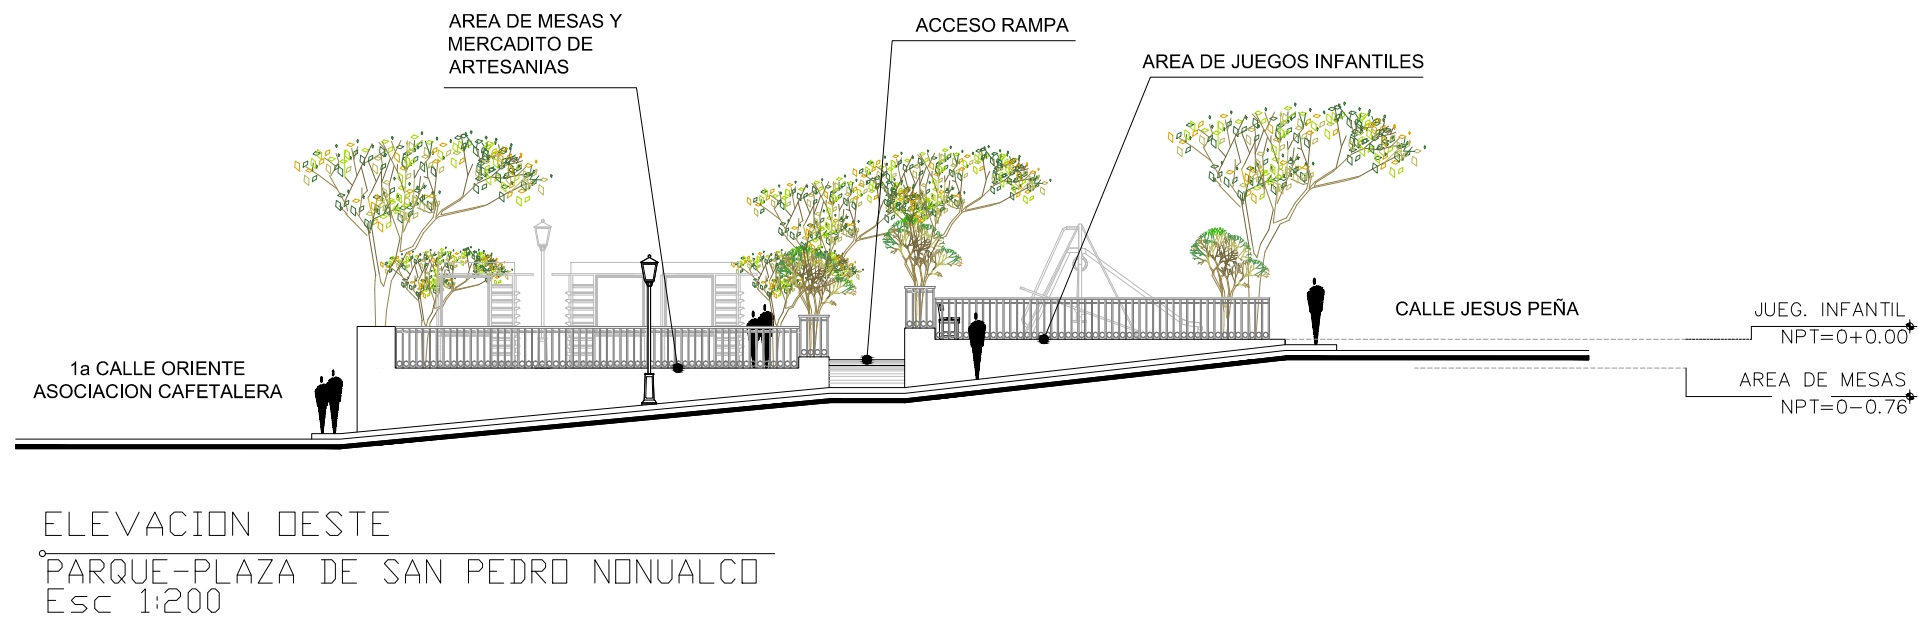 AREA DE MESAS Y
MERCADITO DE
ARTESANIAS
ACCESO RAMPA
AREA DE JUEGOS INFANTILES
CALLE JESUS PEÑA
JUEG. INFANTIL
NPT=0+0.00
AREA DE MESAS
NPT=0-0.76
1a CALLE ORIENTE
ASOCIACION CAFETALERA
ELEVACION OESTE
PARQUE-PLAZA DE SAN PEDRO NONUALCO
Esc 1:200